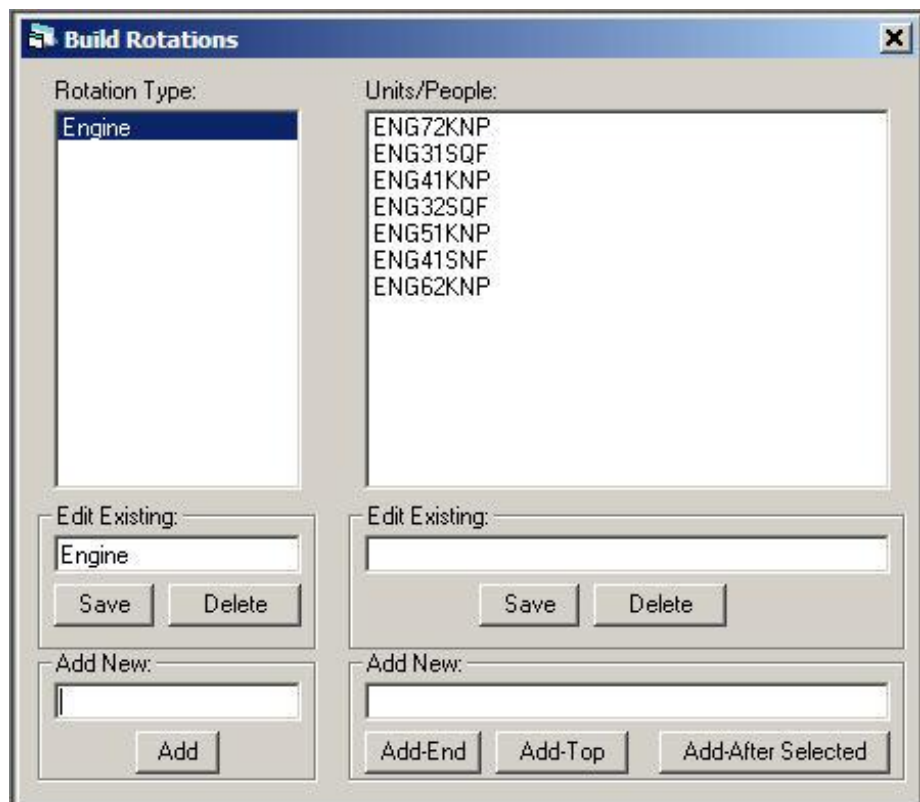 Build Rotations
Rotation Type:
Engine
Units/People:
ENG72KNP
ENG31SQF
ENG41KNP
ENG32SQF
ENG51KNP
ENG41SNF
ENG62KNP
Edit Existing:
Engine
Save Delete
Edit Existing:
Save Delete
Add New:
Add
Add New:
Add-End Add-Top Add-After Selected